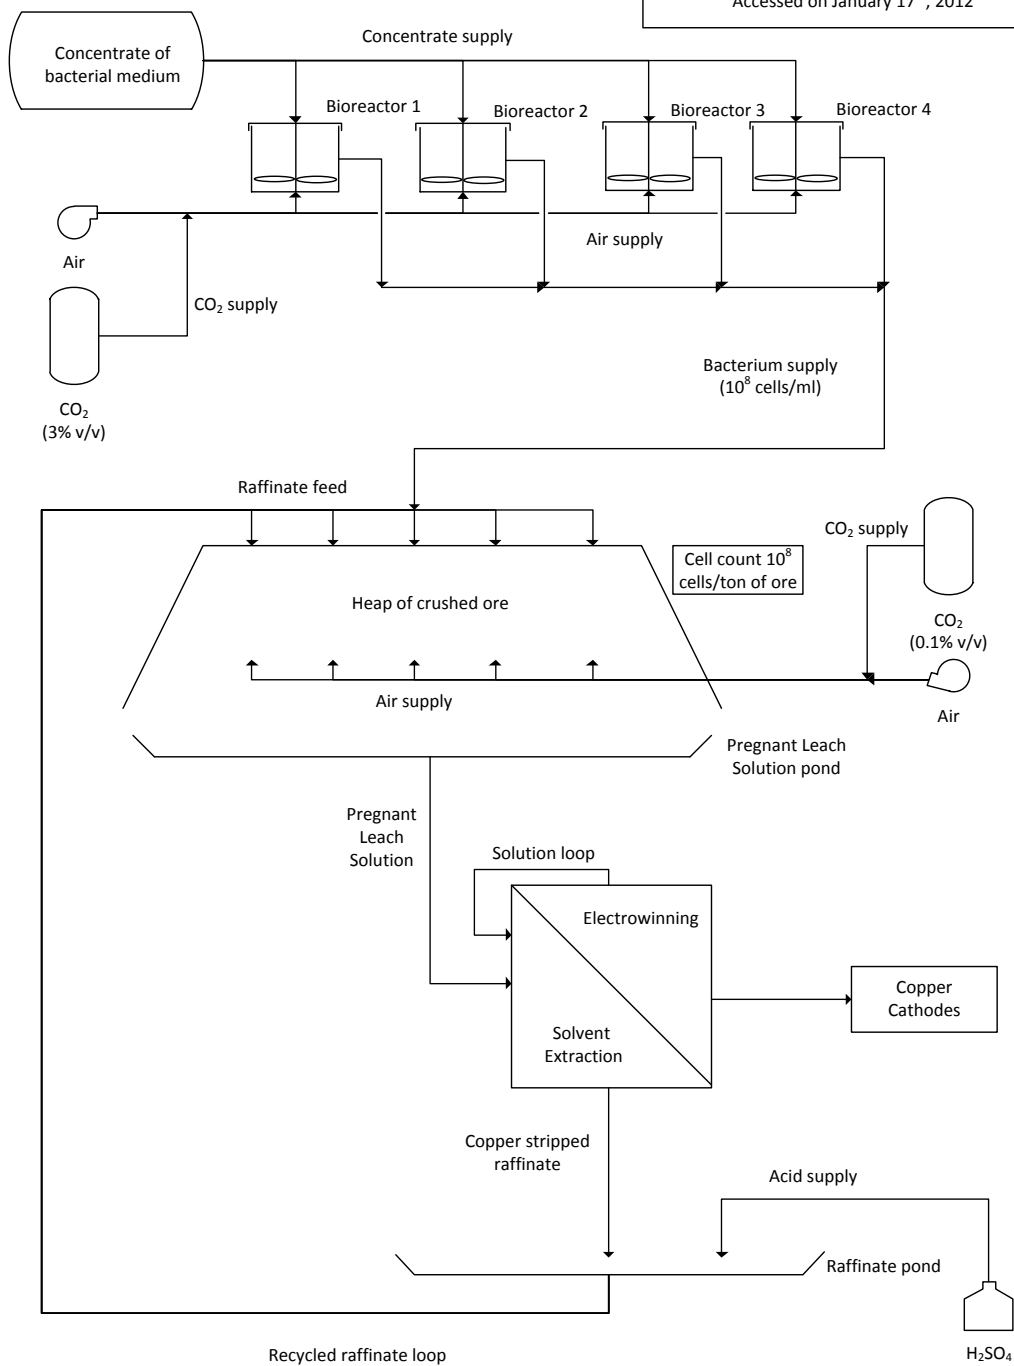 Accessed on January 17 , 2012
Concentrate supply
Concentrate of
bacterial medium
Bioreactor 1
Bioreactor 2
Bioreactor 3
Bioreactor 4
Air supply
Air
CO₂ supply
CO₂
(3% v/v)
Bacterium supply
(10⁸ cells/ml)
Raffinate feed
CO₂ supply
Cell count 10⁸
cells/ton of ore
Heap of crushed ore
CO₂
(0.1% v/v)
Air supply
Air
Pregnant Leach
Solution pond
Pregnant
Leach
Solution
Solution loop
Electrowinning
Solvent
Extraction
Copper
Cathodes
Copper stripped
raffinate
Acid supply
Raffinate pond
H₂SO₄
Recycled raffinate loop